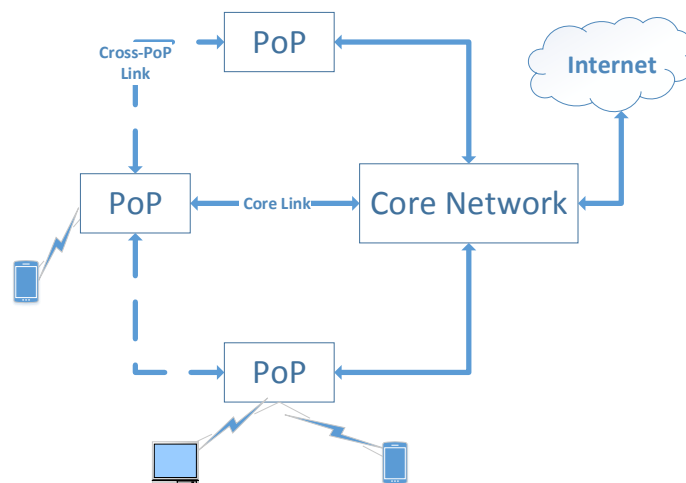 PoP
Cross-PoP
Link
Internet
PoP
Core Link
Core Network
PoP